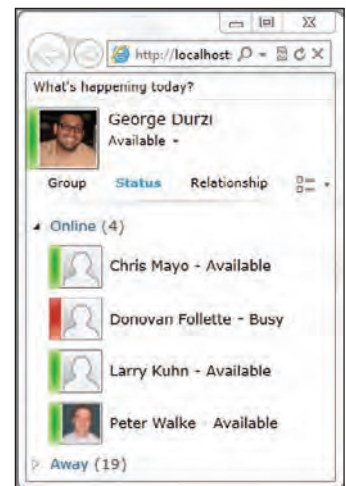 http://localhost
What's happening today?
George Durzi
Available
Group Status Relationship
Online (4)
Chris Mayo - Available
Donovan Follette - Busy
Larry Kuhn - Available
Peter Walke - Available
Away (19)